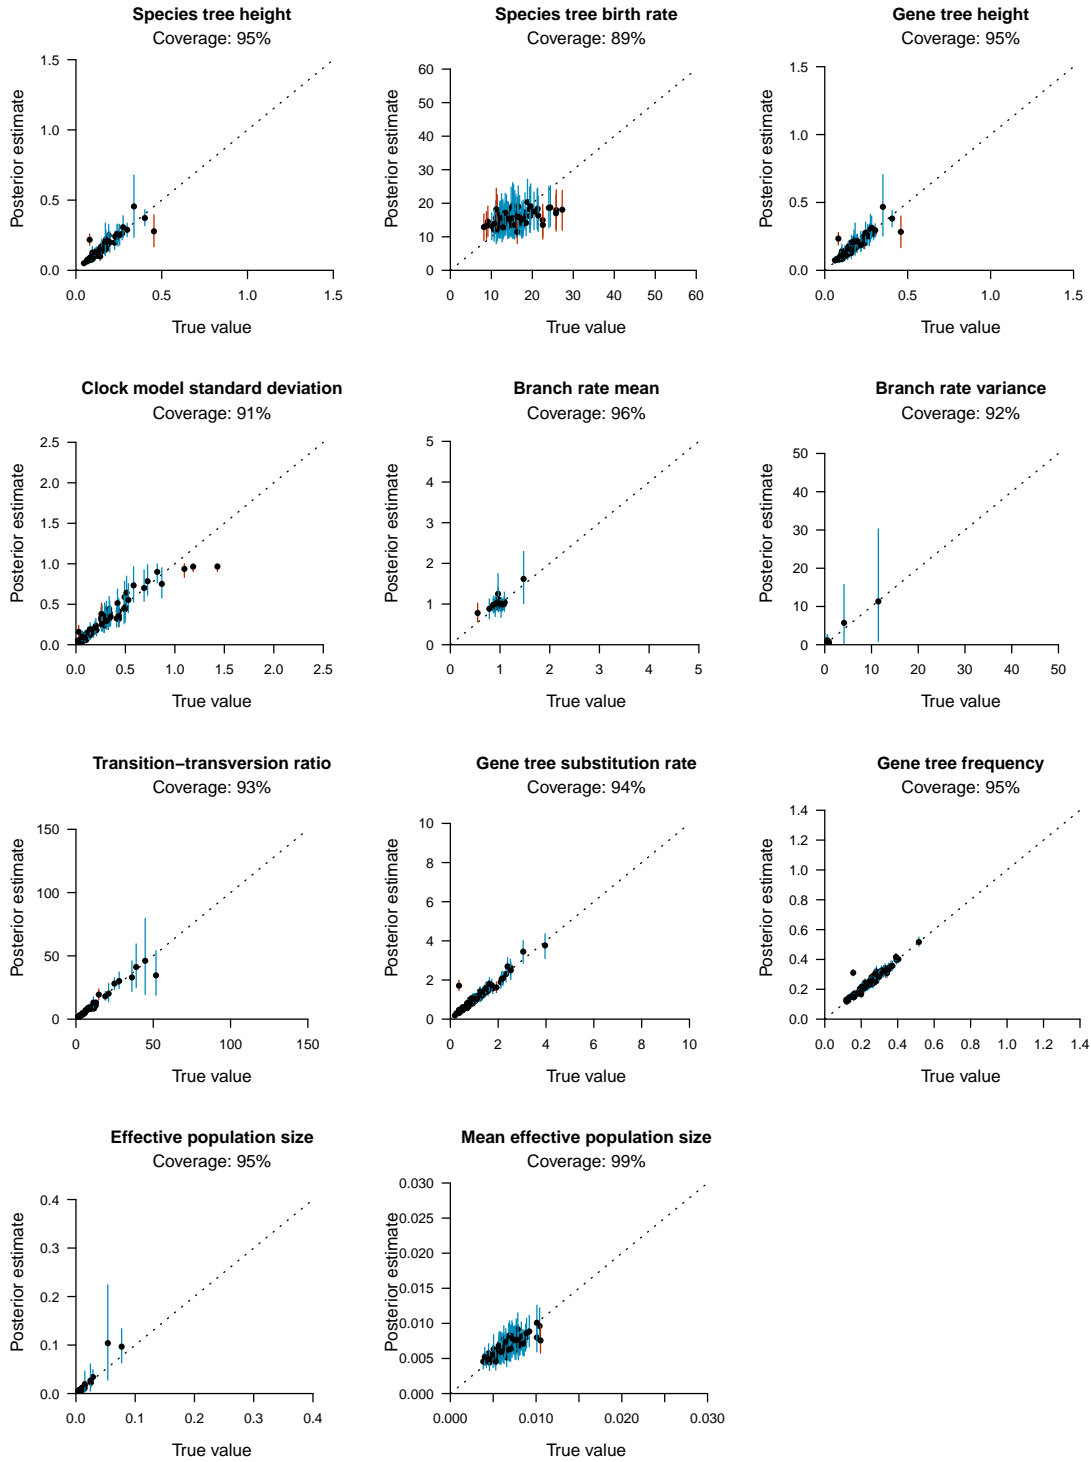 Species tree height
Coverage: 95%
Posterior estimate
1.5
1.0
0.5
0.0
0.0 0.5 1.0 1.5
True value
Species tree birth rate
Coverage: 89%
Posterior estimate
60
50
40
30
20
10
0
0 10 20 30 40 50 60
True value
Gene tree height
Coverage: 95%
Posterior estimate
1.5
1.0
0.5
0.0
0.0 0.5 1.0 1.5
True value
Clock model standard deviation
Coverage: 91%
Posterior estimate
2.5
2.0
1.5
1.0
0.5
0.0
0.0 0.5 1.0 1.5 2.0 2.5
True value
Branch rate mean
Coverage: 96%
Posterior estimate
5
4
3
2
1
0
0 1 2 3 4 5
True value
Branch rate variance
Coverage: 92%
Posterior estimate
50
40
30
20
10
0
0 10 20 30 40 50
True value
Transition−transversion ratio
Coverage: 93%
Posterior estimate
150
100
50
0
0 50 100 150
True value
Gene tree substitution rate
Coverage: 94%
Posterior estimate
10
8
6
4
2
0
0 2 4 6 8 10
True value
Gene tree frequency
Coverage: 95%
Posterior estimate
1.4
1.2
1.0
0.8
0.6
0.4
0.2
0.0
0.0 0.2 0.4 0.6 0.8 1.0 1.2 1.4
True value
Effective population size
Coverage: 95%
Posterior estimate
0.4
0.3
0.2
0.1
0.0
0.0 0.1 0.2 0.3 0.4
True value
Mean effective population size
Coverage: 99%
Posterior estimate
0.030
0.025
0.020
0.015
0.010
0.005
0.000
0.000 0.010 0.020 0.030
True value